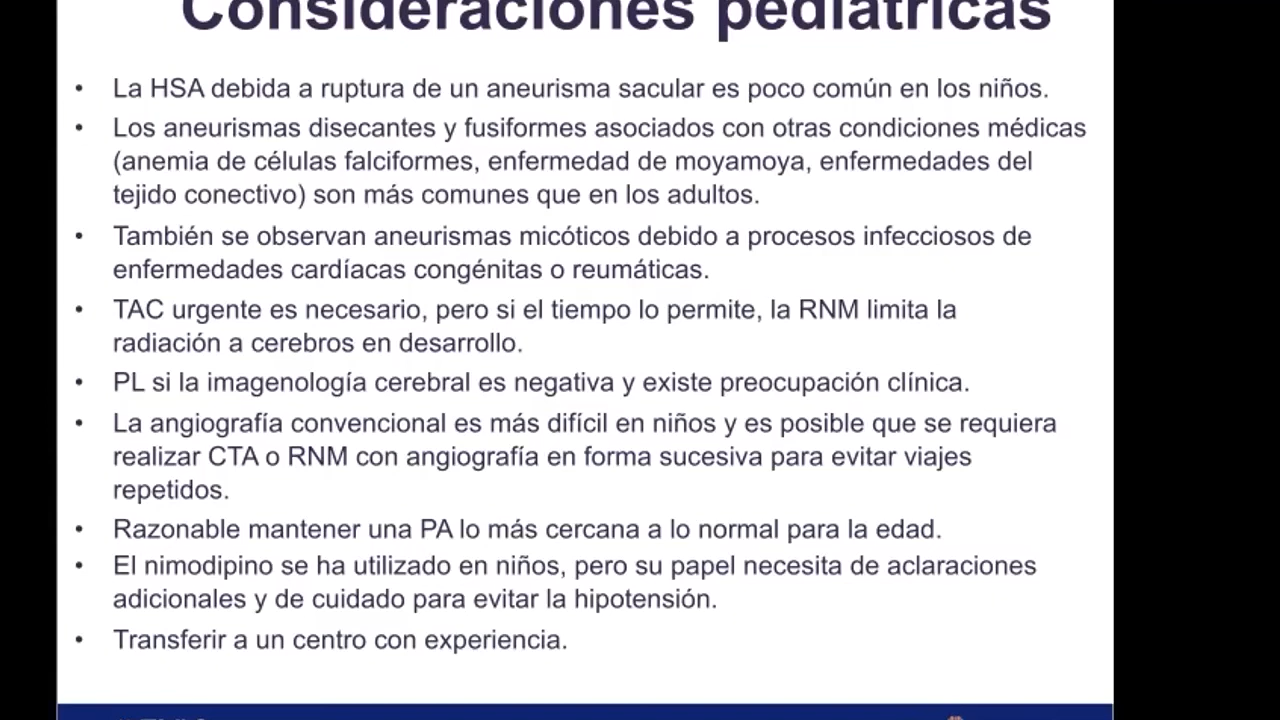 Consideraciones pediátricas
• La HSA debida a ruptura de un aneurisma sacular es poco común en los niños.
• Los aneurismas disecantes y fusiformes asociados con otras condiciones médicas
(anemia de células falciformes, enfermedad de moyamoya, enfermedades del
tejido conectivo) son más comunes que en los adultos.
• También se observan aneurismas micóticos debido a procesos infecciosos de
enfermedades cardíacas congénitas o reumáticas.
• TAC urgente es necesario, pero si el tiempo lo permite, la RNM limita la
radiación a cerebros en desarrollo.
• PL si la imagenología cerebral es negativa y existe preocupación clínica.
• La angiografía convencional es más difícil en niños y es posible que se requiera
realizar CTA o RNM con angiografía en forma sucesiva para evitar viajes
repetidos.
• Razonable mantener una PA lo más cercana a lo normal para la edad.
• El nimodipino se ha utilizado en niños, pero su papel necesita de aclaraciones
adicionales y de cuidado para evitar la hipotensión.
• Transferir a un centro con experiencia.